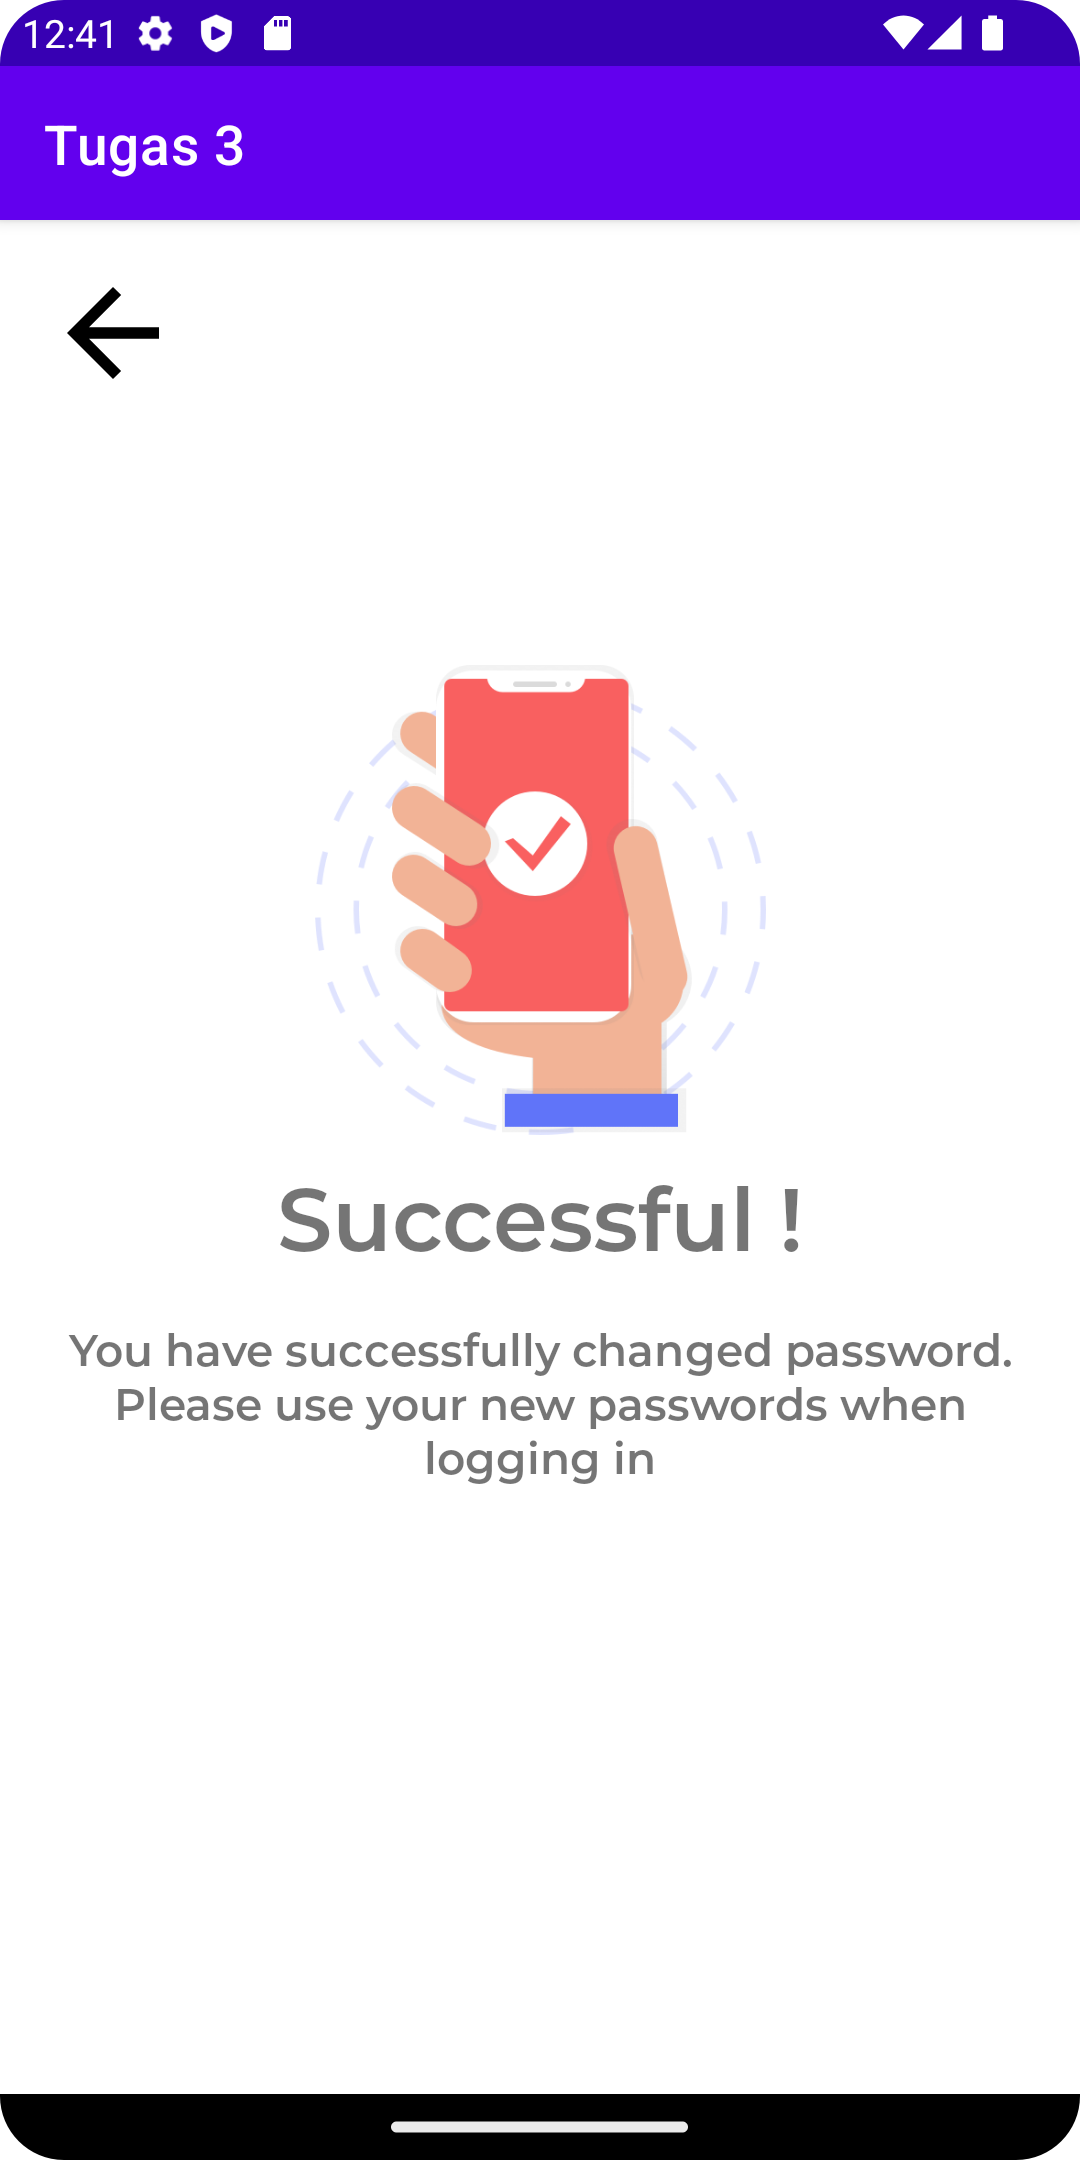 12:41
Tugas 3
Successful !
You have successfully changed password.
Please use your new passwords when
logging in